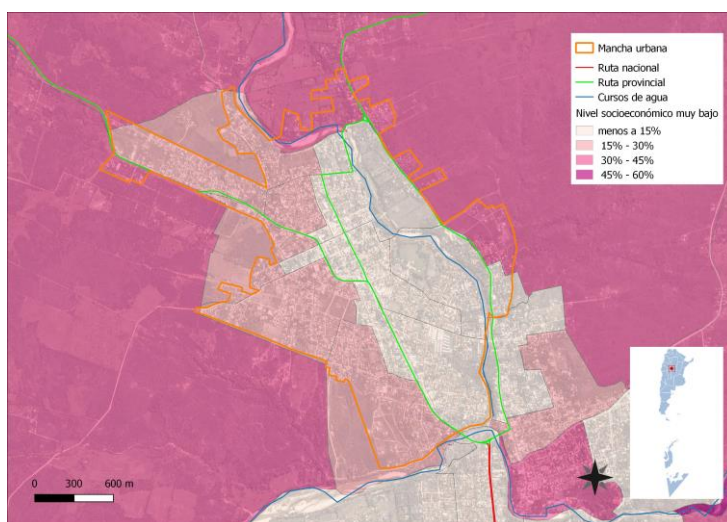 Mancha urbana
Ruta nacional
Ruta provincial
Cursos de agua
Nivel socioeconómico muy bajo
menos a 15%
15% - 30%
30% - 45%
45% - 60%
0 300 600 m